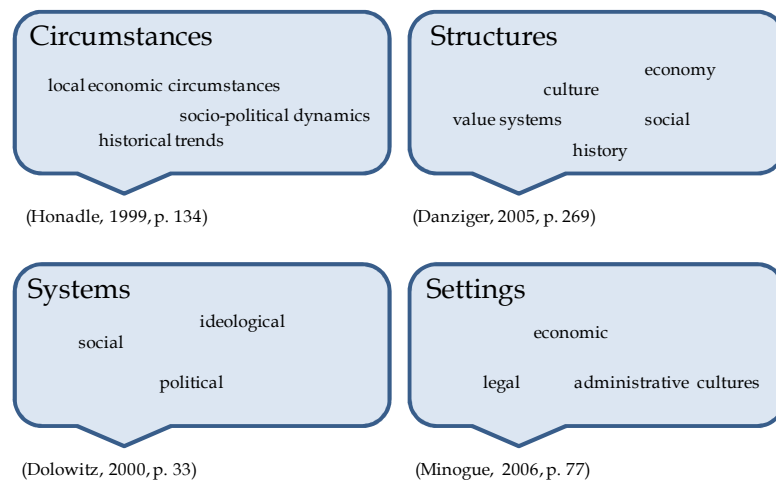 Circumstances
local economic circumstances
socio-political dynamics
historical trends
(Honadle, 1999, p. 134)
Structures
economy
culture
value systems
social
history
(Danziger, 2005, p. 269)
Systems
ideological
social
political
(Dolowitz, 2000, p. 33)
Settings
economic
legal
administrative cultures
(Minogue, 2006, p. 77)